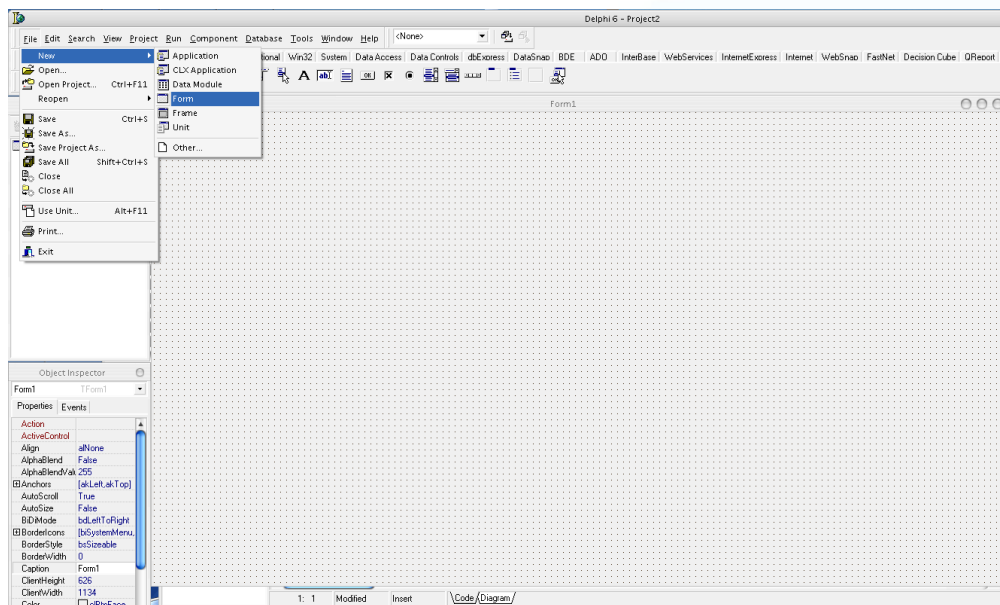 Delphi 6 - Project2
File Edit Search View Project Run Component Database Tools Window Help <None>
Win32 System Data Access Data Controls dbExpress DataSnap BDE ADO InterBase WebServices InternetExpress Internet WebSnap FastNet Decision Cube QReport
New
Open...
Open Project... Ctrl+F11
Reopen
Save Ctrl+S
Save As...
Save Project As...
Save All Shift+Ctrl+S
Close
Close All
Use Unit... Alt+F11
Print...
Exit
Application
CLX Application
Data Module
Form
Frame
Unit
Other...
Form1
Object Inspector
Form1 TForm1
Properties Events
Action
ActiveControl
Align alNone
AlphaBlend False
AlphaBlendValu 255
Anchors [akLeft,akTop]
AutoScroll True
AutoSize False
BiDiMode bdLeftToRight
BorderIcons [biSystemMenu,
BorderStyle bsSizeable
BorderWidth 0
Caption Form1
ClientHeight 626
ClientWidth 1134
Color clBtnFace
1: 1 Modified Insert Code Diagram